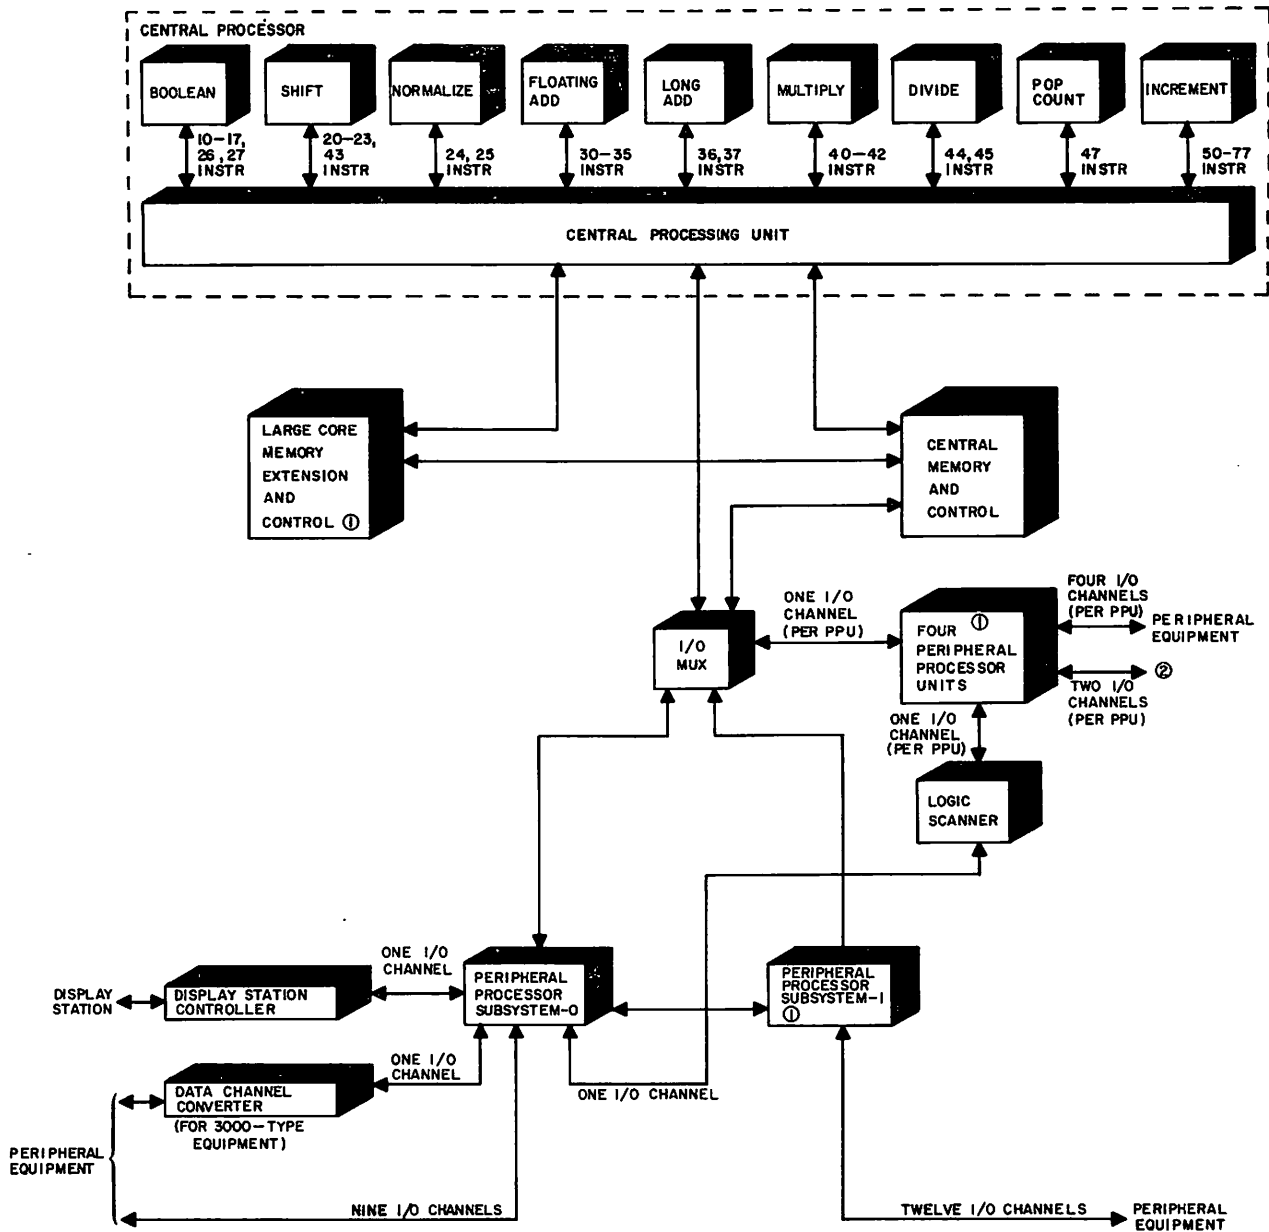 CENTRAL PROCESSOR
BOOLEAN
SHIFT
NORMALIZE
FLOATING
ADD
LONG
ADD
MULTIPLY
DIVIDE
POP
COUNT
INCREMENT
10-17,
26,27
INSTR
20-23,
43
INSTR
24,25
INSTR
30-35
INSTR
36,37
INSTR
40-42
INSTR
44,45
INSTR
47
INSTR
50-77
INSTR
CENTRAL PROCESSING UNIT
LARGE CORE
MEMORY
EXTENSION
AND
CONTROL ①
CENTRAL
MEMORY
AND
CONTROL
I/O
MUX
ONE I/O
CHANNEL
(PER PPU)
FOUR ①
PERIPHERAL
PROCESSOR
UNITS
FOUR I/O
CHANNELS
(PER PPU)
PERIPHERAL
EQUIPMENT
②
TWO I/O
CHANNELS
(PER PPU)
ONE I/O
CHANNEL
(PER PPU)
LOGIC
SCANNER
ONE I/O
CHANNEL
DISPLAY
STATION
DISPLAY STATION
CONTROLLER
PERIPHERAL
PROCESSOR
SUBSYSTEM-0
PERIPHERAL
PROCESSOR
SUBSYSTEM-1
①
ONE I/O
CHANNEL
DATA CHANNEL
CONVERTER
(FOR 3000-TYPE
EQUIPMENT)
ONE I/O CHANNEL
PERIPHERAL
EQUIPMENT
NINE I/O CHANNELS
TWELVE I/O CHANNELS
PERIPHERAL
EQUIPMENT